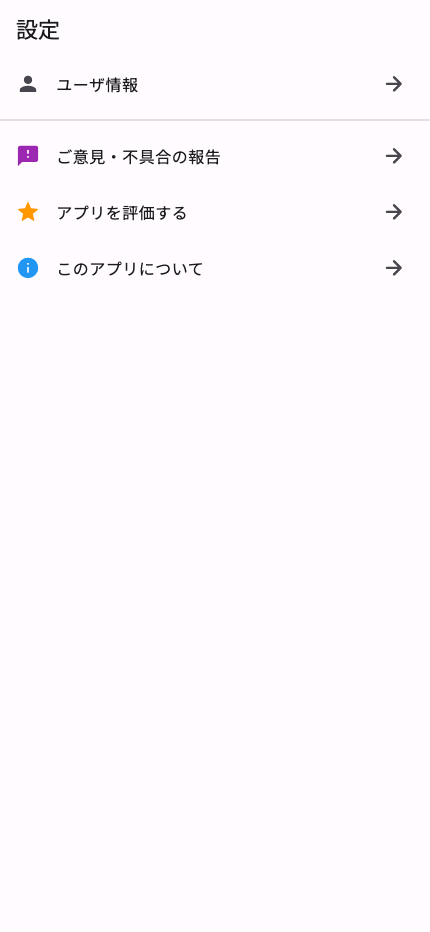 設定
ユーザ情報
ご意見・不具合の報告
アプリを評価する
このアプリについて